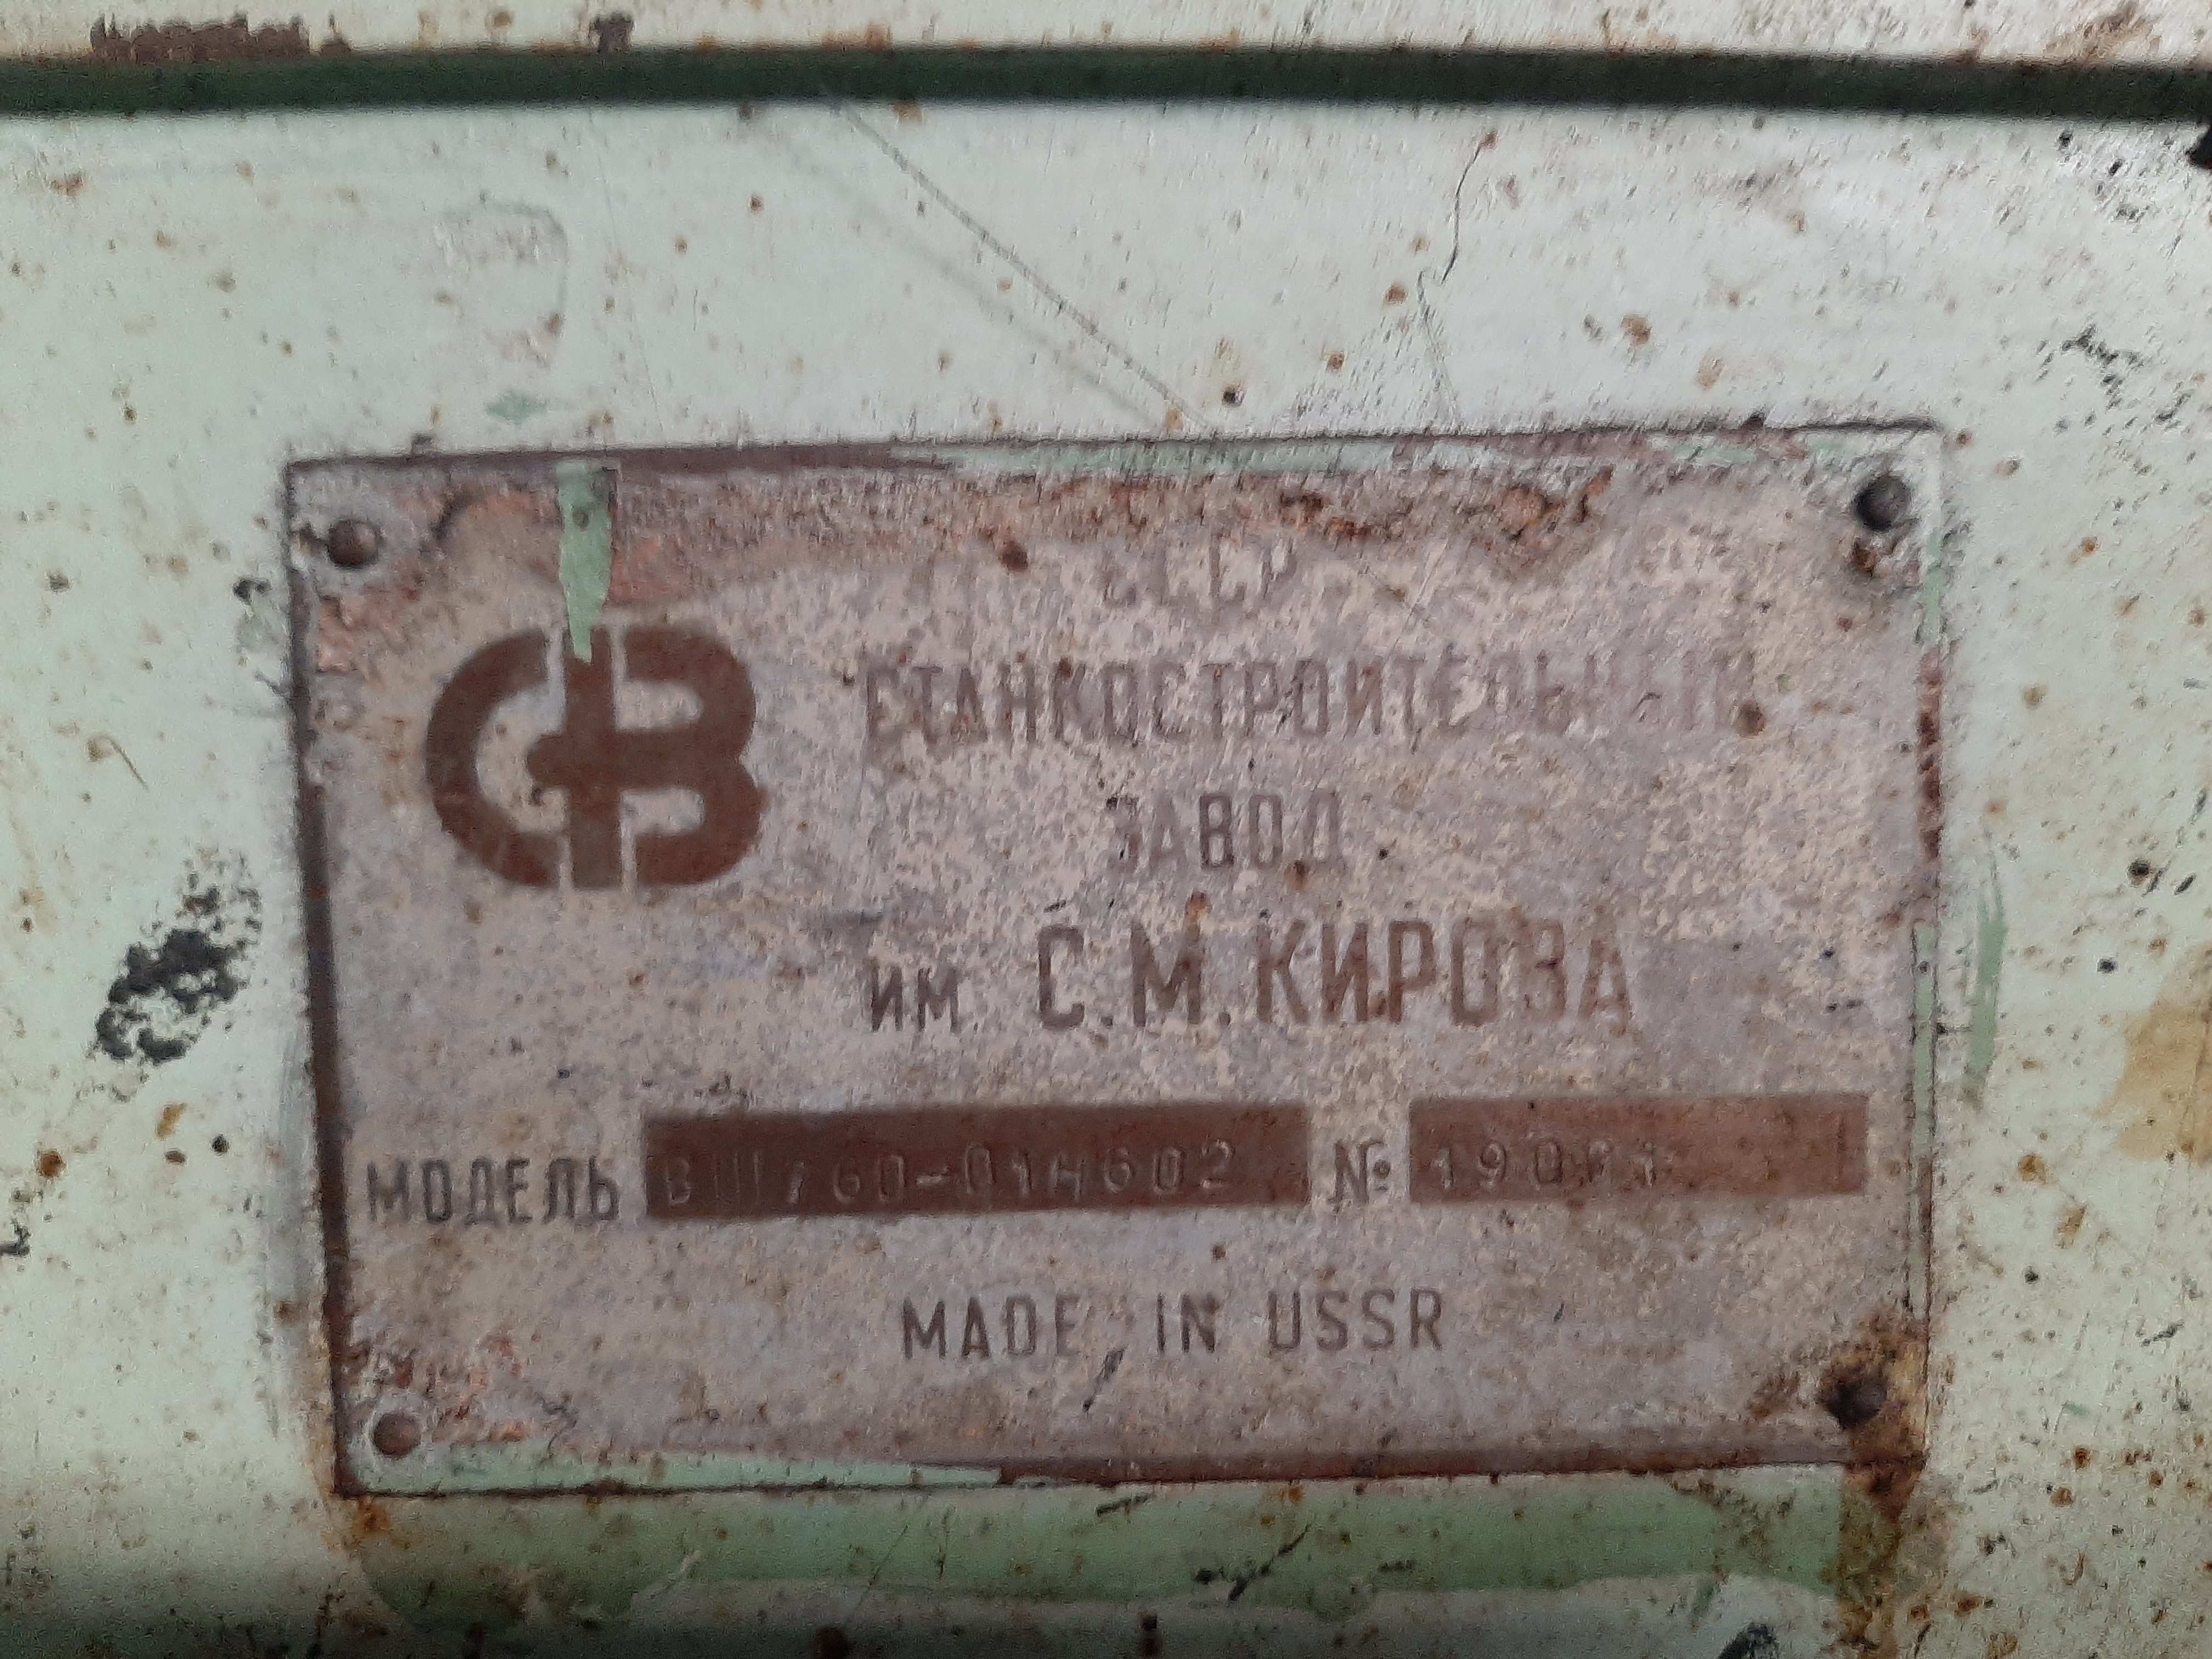 СССР
СТАНКОСТРОИТЕЛЬНЫЙ
ЗАВОД
ИМ С.М.КИРОВА
МОДЕЛЬ №
MADE IN USSR